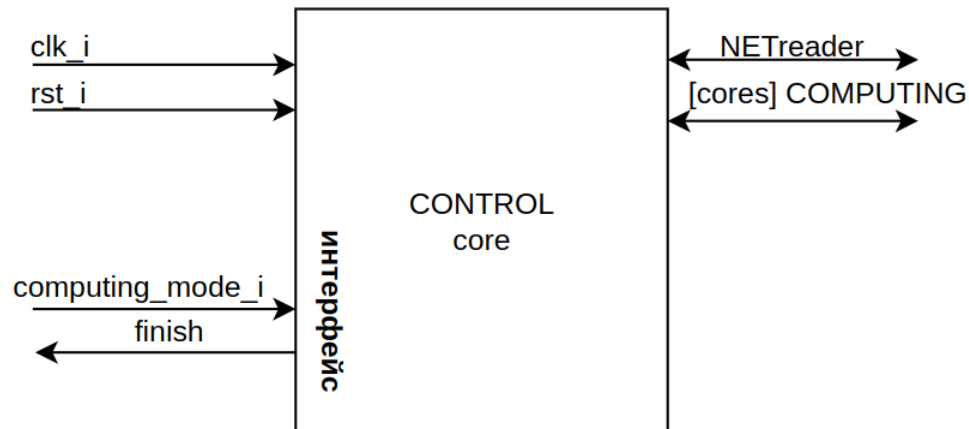 clk_i
rst_i
computing_mode_i
finish
интерфейс
CONTROL
core
NETreader
[cores] COMPUTING